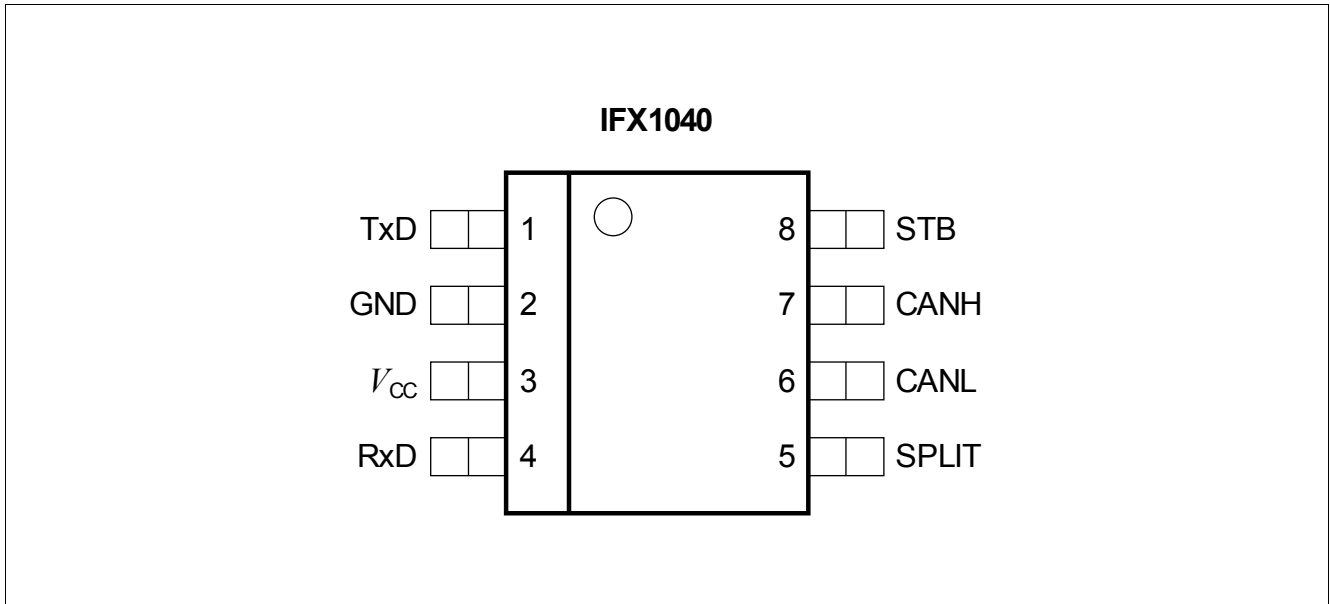 IFX1040
TxD 1 8 STB
GND 2 7 CANH
VCC 3 6 CANL
RxD 4 5 SPLIT